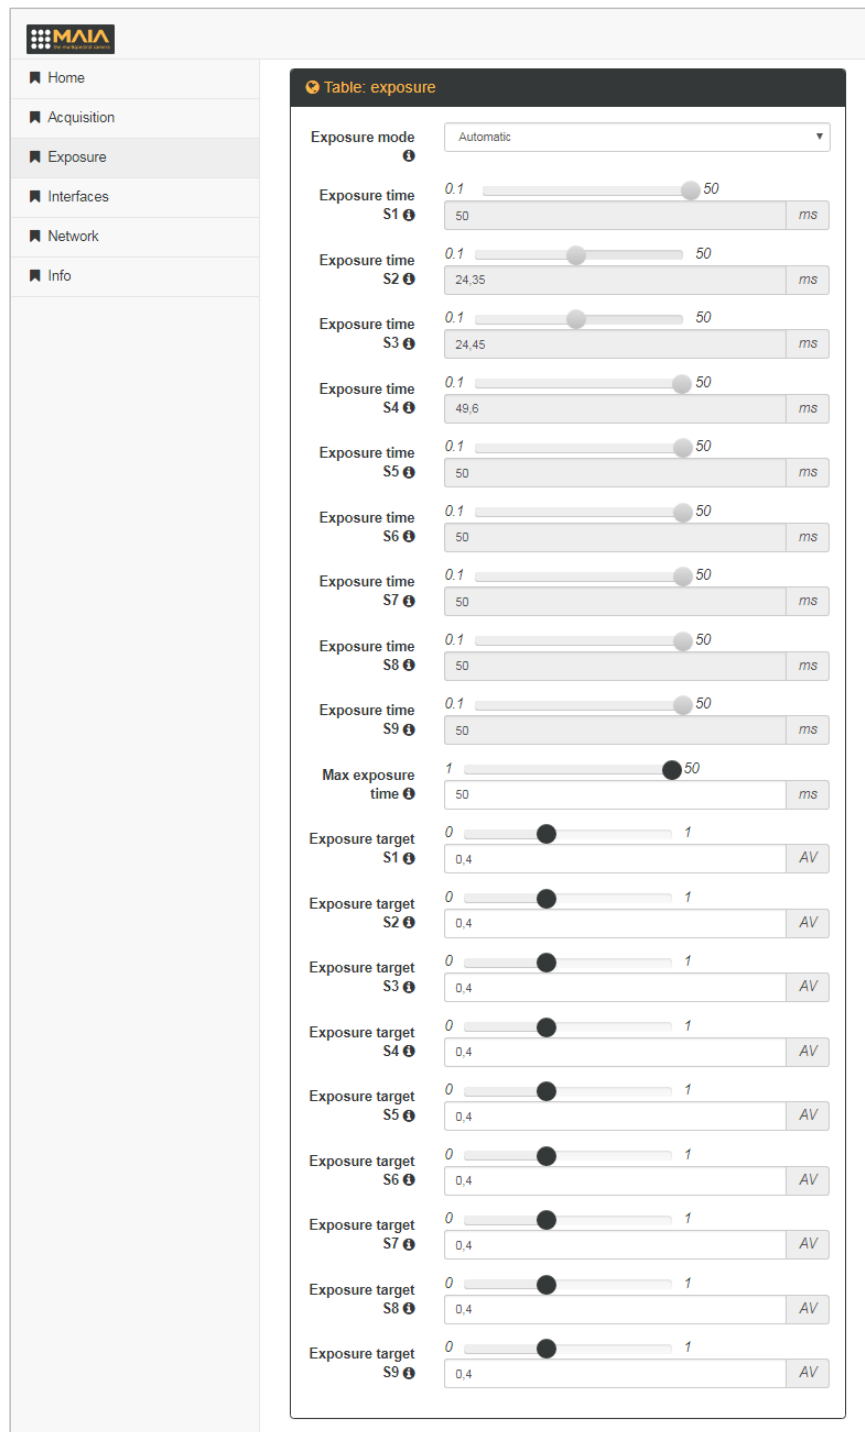 MAIA
the multispectral camera
Home
Acquisition
Exposure
Interfaces
Network
Info
Table: exposure
Exposure mode
Automatic
Exposure time
S1
0.1 50
50 ms
Exposure time
S2
0.1 50
24,35 ms
Exposure time
S3
0.1 50
24,45 ms
Exposure time
S4
0.1 50
49,6 ms
Exposure time
S5
0.1 50
50 ms
Exposure time
S6
0.1 50
50 ms
Exposure time
S7
0.1 50
50 ms
Exposure time
S8
0.1 50
50 ms
Exposure time
S9
0.1 50
50 ms
Max exposure
time
1 50
50 ms
Exposure target
S1
0 1
0,4 AV
Exposure target
S2
0 1
0,4 AV
Exposure target
S3
0 1
0,4 AV
Exposure target
S4
0 1
0,4 AV
Exposure target
S5
0 1
0,4 AV
Exposure target
S6
0 1
0,4 AV
Exposure target
S7
0 1
0,4 AV
Exposure target
S8
0 1
0,4 AV
Exposure target
S9
0 1
0,4 AV